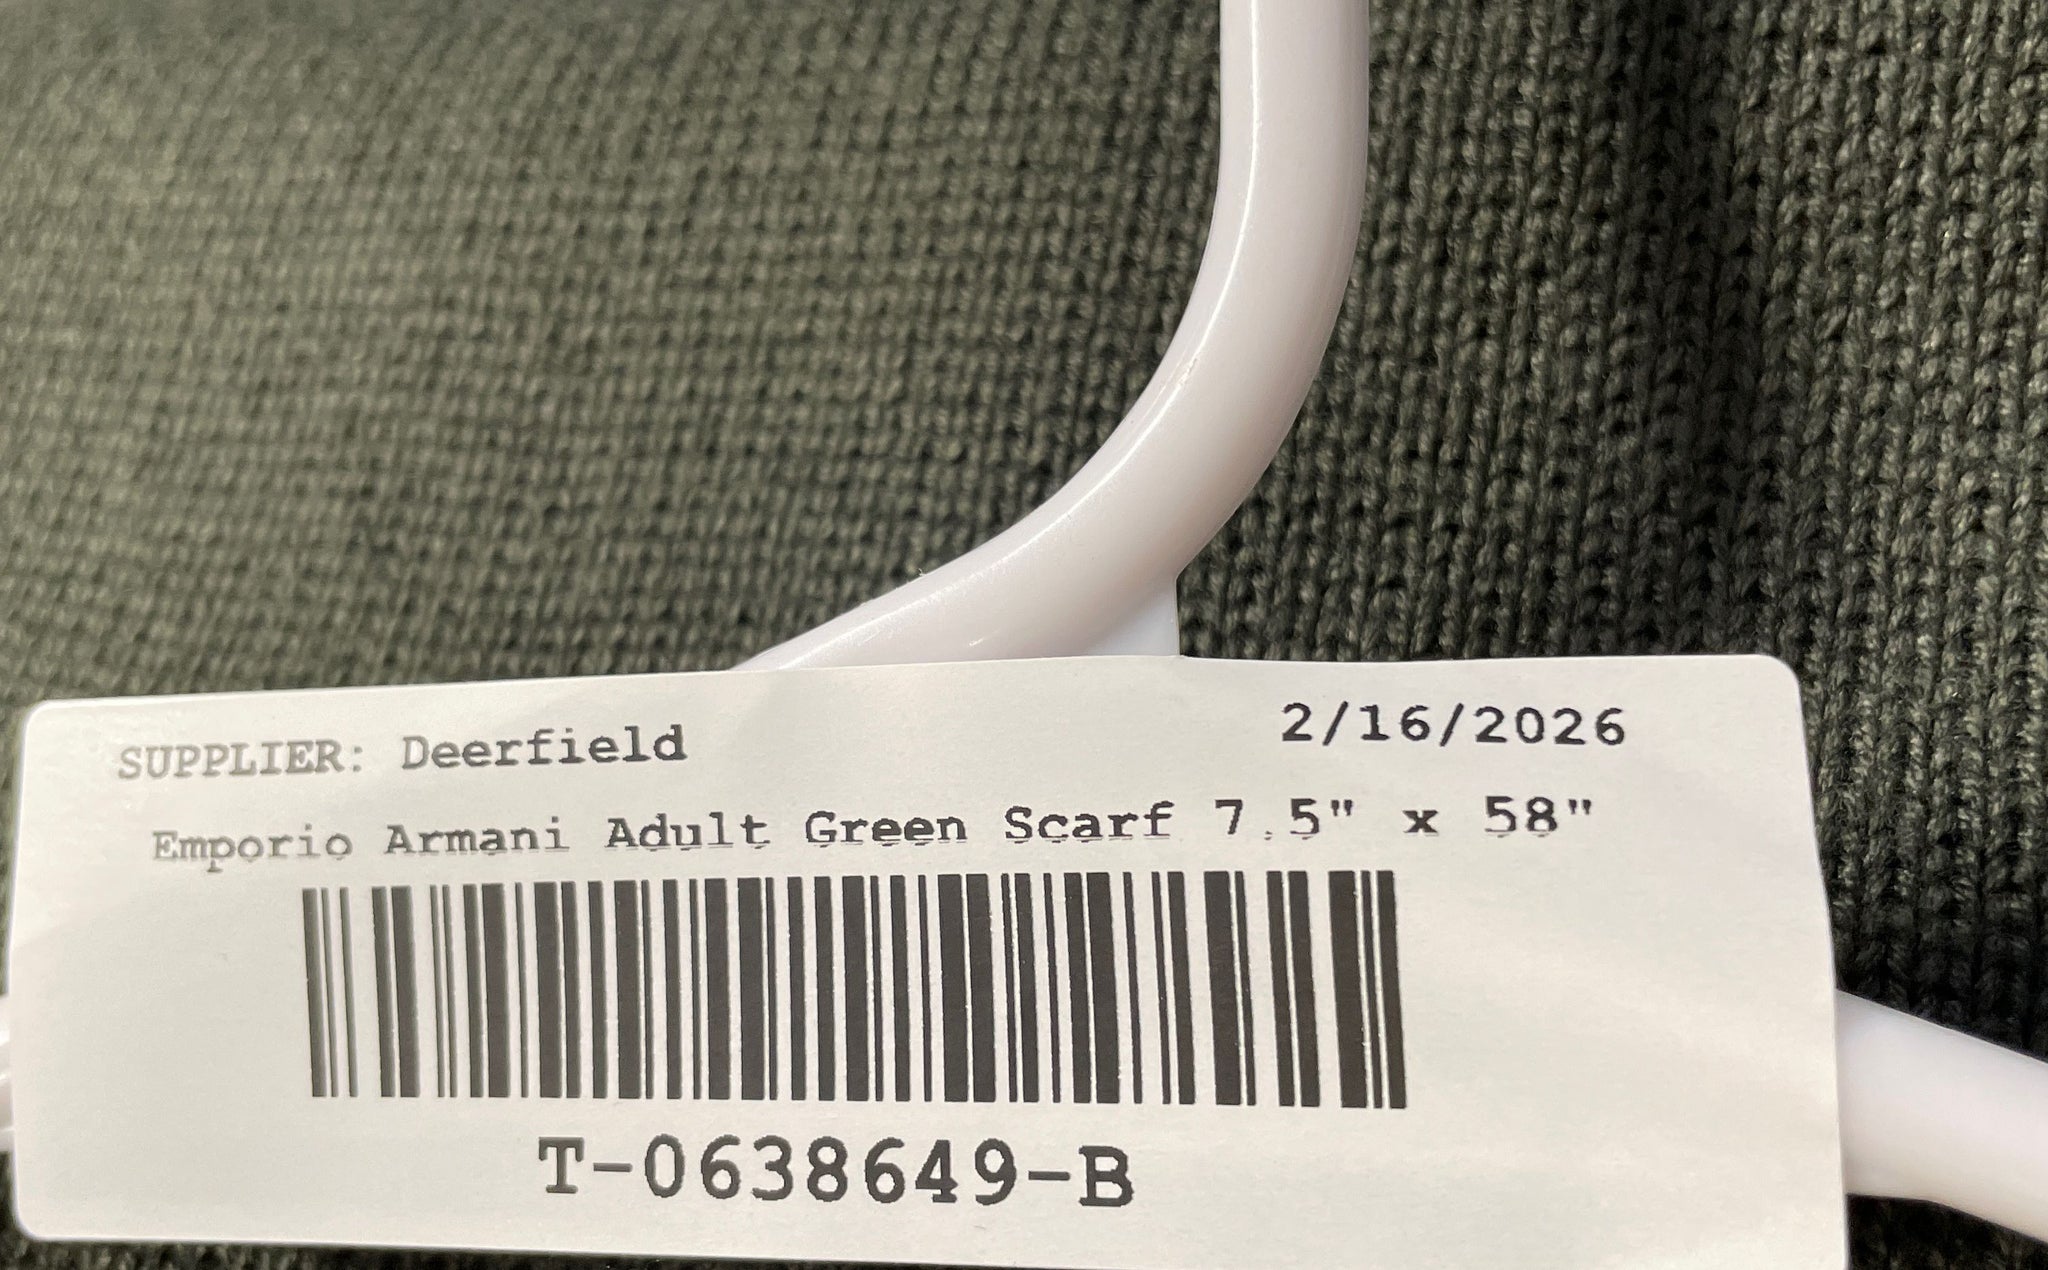 SUPPLIER: Deerfield 2/16/2026
Emporio Armani Adult Green Scarf 7.5" x 58"
T-0638649-B